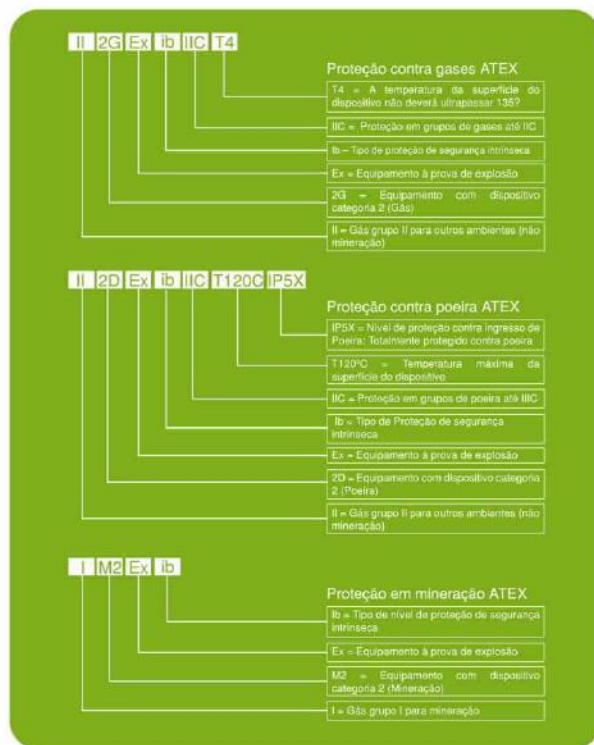 II 2G Ex ib IIC T4
Proteção contra gases ATEX
T4 = A temperatura da superfície do
dispositivo não deverá ultrapassar 135?
IIC = Proteção em grupos de gases até IIC
Ib – Tipo de proteção de segurança intrínseca
Ex = Equipamento à prova de explosão
2G = Equipamento com dispositivo
categoria 2 (Gás)
II = Gás grupo II para outros ambientes (não
mineração)
II 2D Ex ib IIC T120C IP5X
Proteção contra poeira ATEX
IP5X = Nível de proteção contra ingresso de
Poeira: Totalmente protegido contra poeira
T120ºC = Temperatura máxima da
superfície do dispositivo
IIC = Proteção em grupos de poeira até IIIC
Ib = Tipo de Proteção de segurança
intrínseca
Ex = Equipamento à prova de explosão
2D = Equipamento com dispositivo categoria
2 (Poeira)
II = Gás grupo II para outros ambientes (não
mineração)
I M2 Ex ib
Proteção em mineração ATEX
Ib = Tipo de nível de proteção de segurança
intrínseca
Ex = Equipamento à prova de explosão
M2 = Equipamento com dispositivo
categoria 2 (Mineração)
I = Gás grupo I para mineração